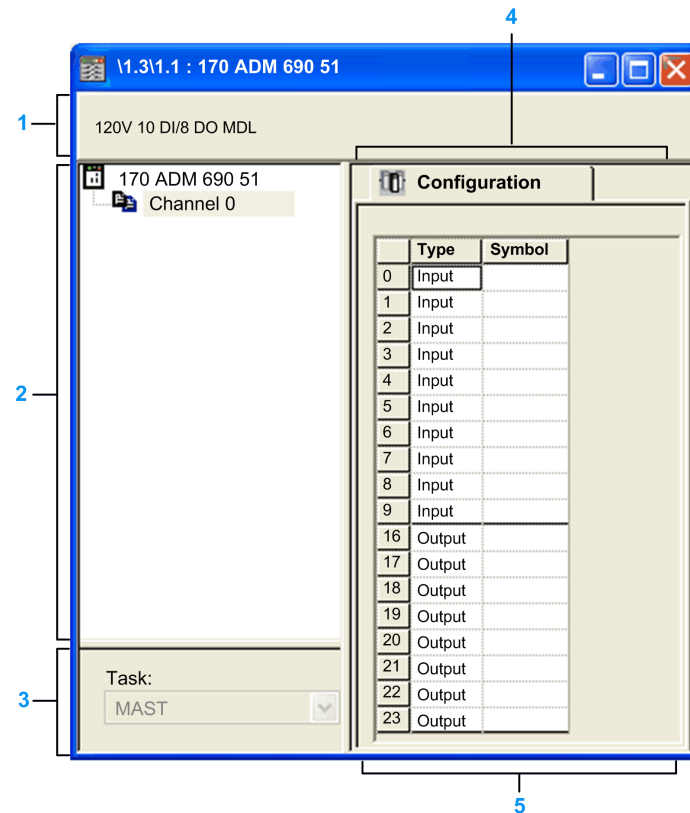 4
\1.3\1.1 : 170 ADM 690 51
1
120V 10 DI/8 DO MDL
170 ADM 690 51
Channel 0
Configuration
Type Symbol
0 Input
1 Input
2 Input
3 Input
2
4 Input
5 Input
6 Input
7 Input
8 Input
9 Input
16 Output
17 Output
18 Output
19 Output
20 Output
21 Output
22 Output
23 Output
3
Task:
MAST
5